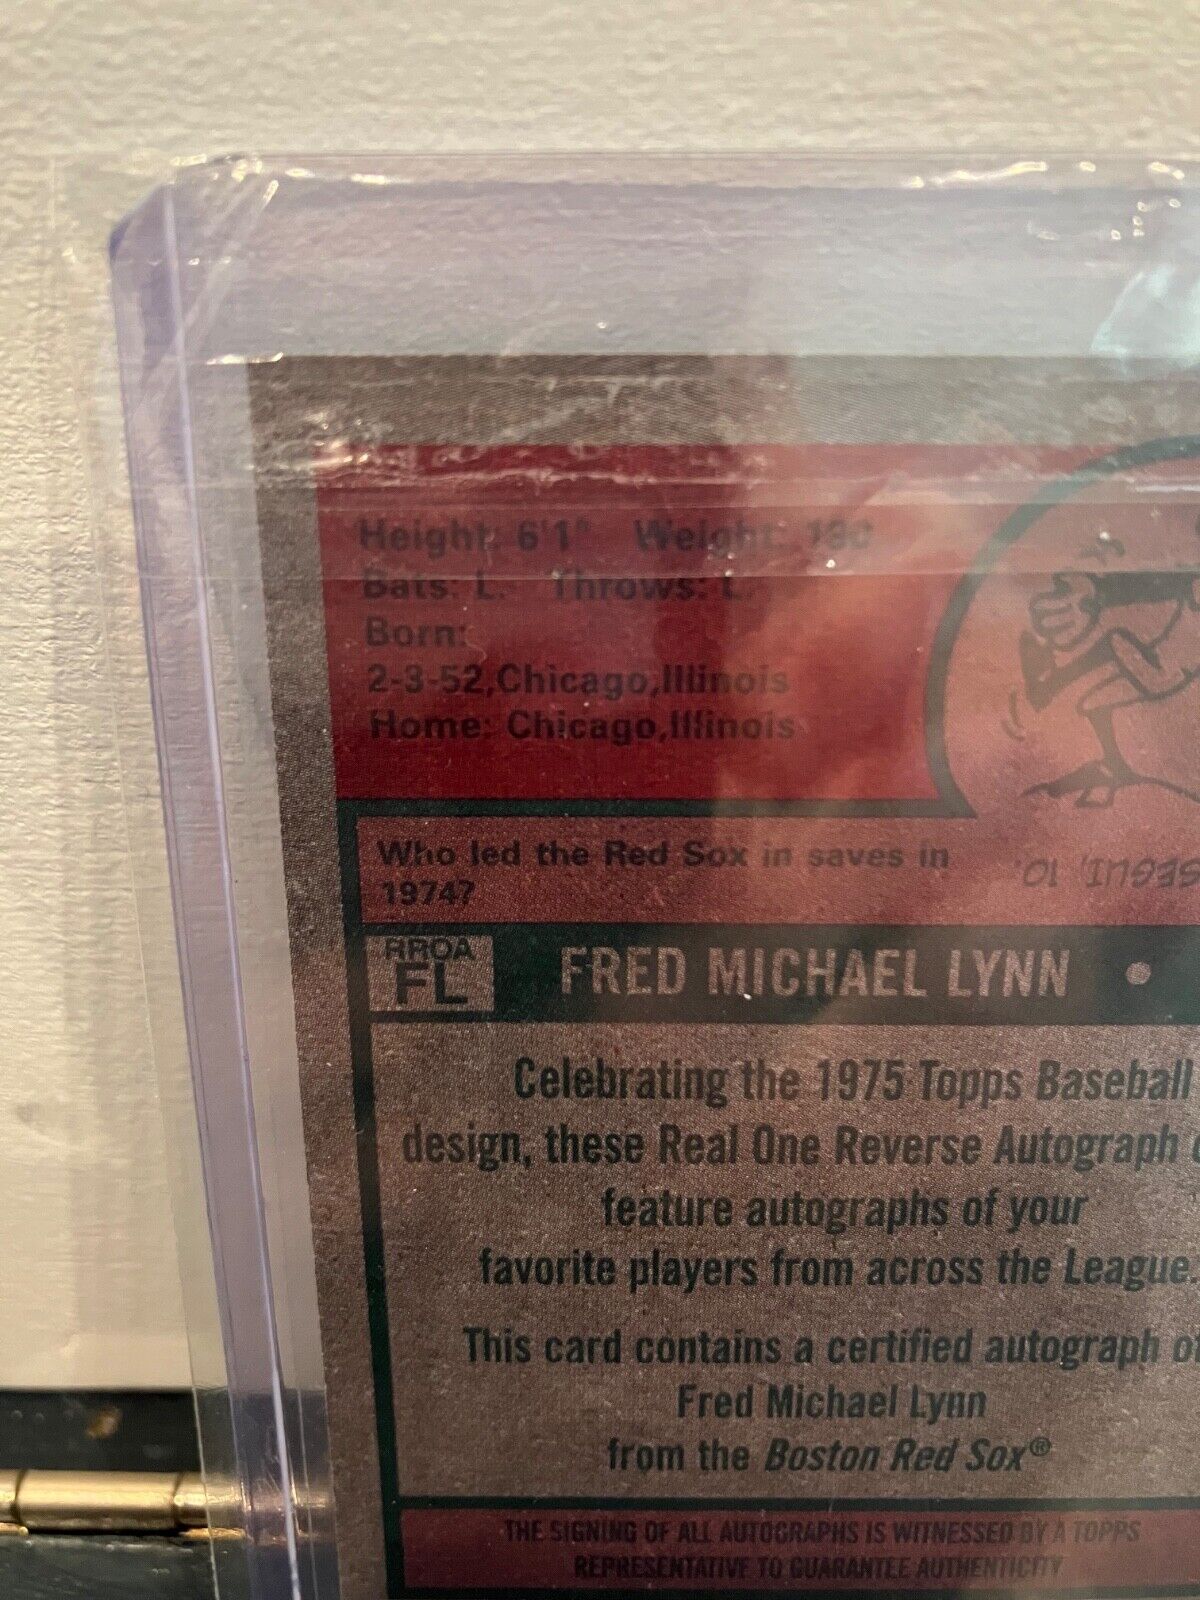 Height: 6'1" Weight: 190
Bats: L. Throws: L.
Born:
2-3-52,Chicago,Illinois
Home: Chicago,Illinois
Who led the Red Sox in saves in
1974?
SEGUI, 10.
RROA
FL
FRED MICHAEL LYNN •
Celebrating the 1975 Topps Baseball
design, these Real One Reverse Autograph
feature autographs of your
favorite players from across the League.
This card contains a certified autograph of
Fred Michael Lynn
from the Boston Red Sox®
THE SIGNING OF ALL AUTOGRAPHS IS WITNESSED BY A TOPPS
REPRESENTATIVE TO GUARANTEE AUTHENTICITY